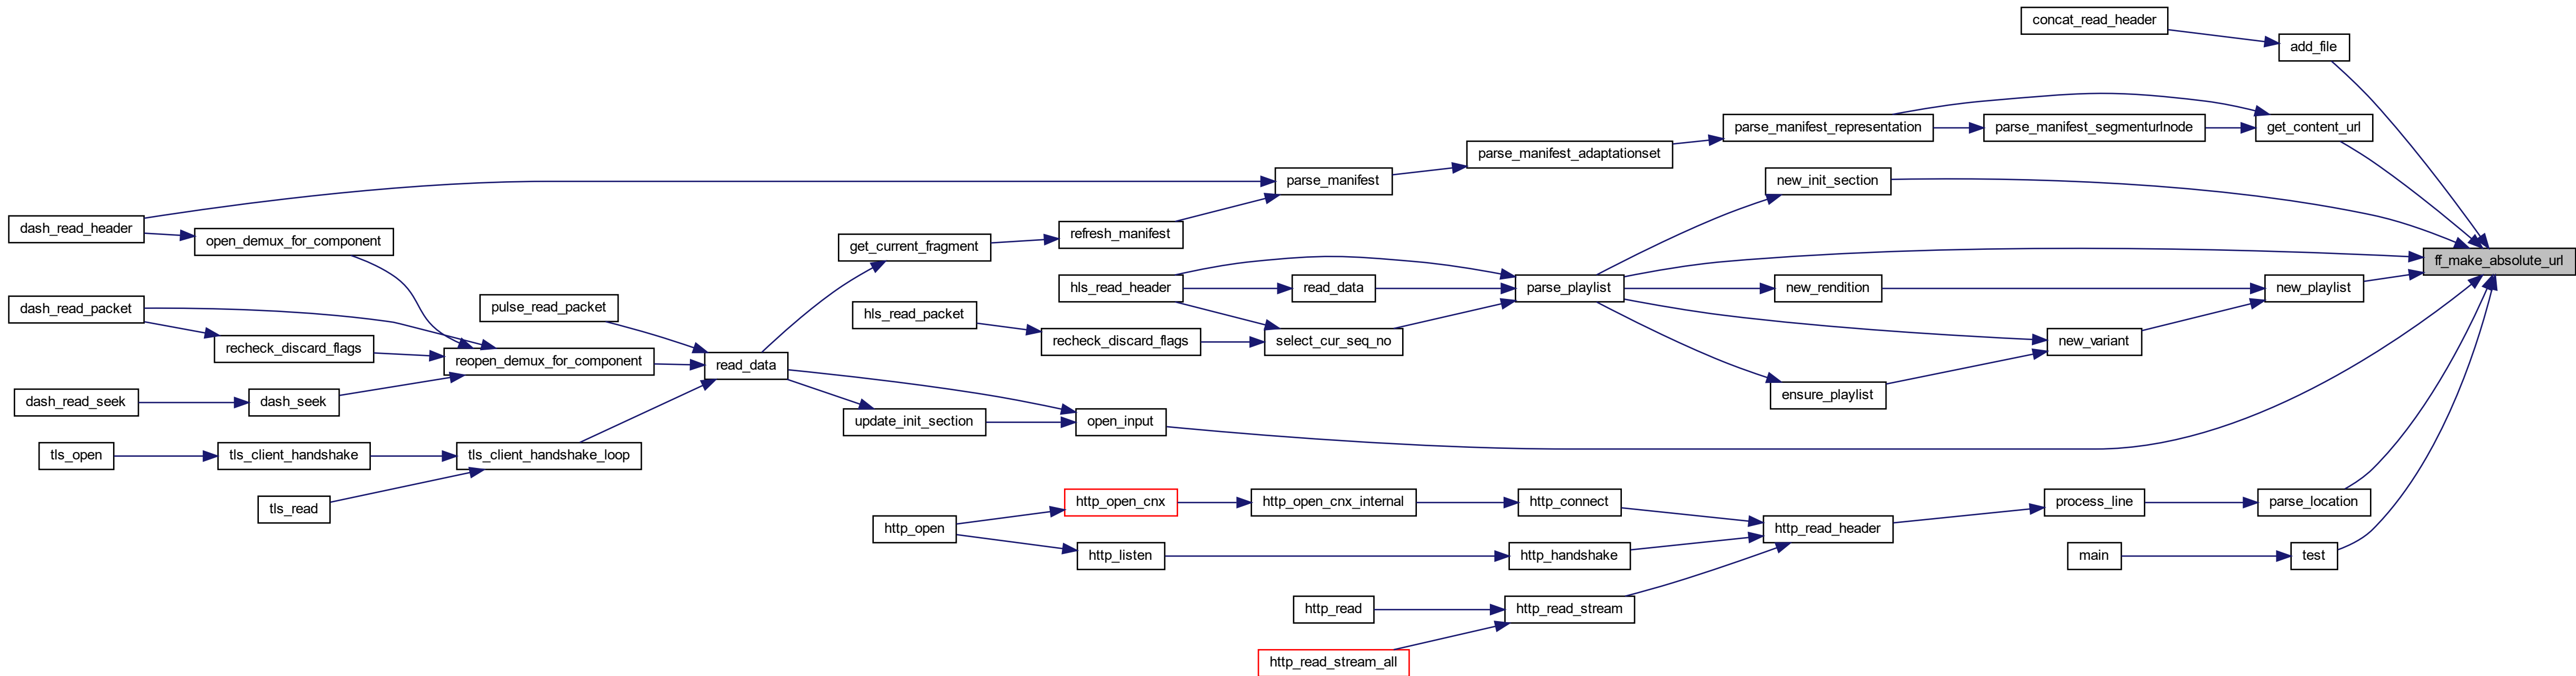 concat_read_header
add_file
parse_manifest_representation
parse_manifest_segmenturlnode
get_content_url
parse_manifest_adaptationset
parse_manifest
new_init_section
dash_read_header
open_demux_for_component
get_current_fragment
refresh_manifest
ff_make_absolute_url
hls_read_header
read_data
parse_playlist
new_rendition
new_playlist
dash_read_packet
pulse_read_packet
hls_read_packet
recheck_discard_flags
reopen_demux_for_component
read_data
recheck_discard_flags
select_cur_seq_no
new_variant
dash_read_seek
dash_seek
ensure_playlist
update_init_section
open_input
tls_open
tls_client_handshake
tls_client_handshake_loop
tls_read
http_open_cnx
http_open_cnx_internal
http_connect
process_line
parse_location
http_open
http_read_header
http_listen
http_handshake
main
test
http_read
http_read_stream
http_read_stream_all